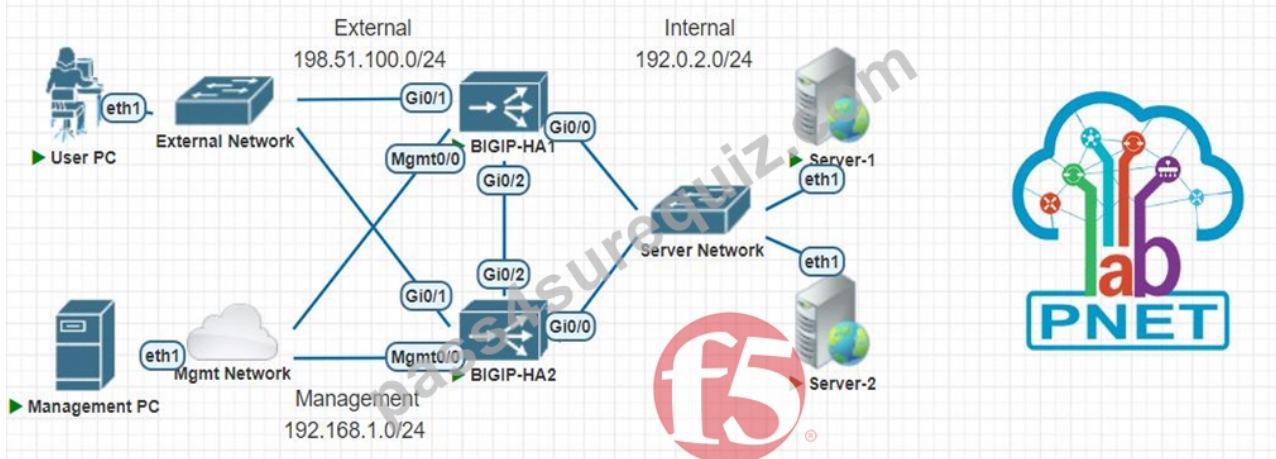 External
198.51.100.0/24
Internal
192.0.2.0/24
eth1
User PC
External Network
Gi0/1
Mgmt0/0
BIGIP-HA1
Gi0/0
Gi0/2
Server-1
eth1
Server Network
Gi0/2
Gi0/1
eth1
Gi0/0
eth1
Mgmt Network
Mgmt0/0
BIGIP-HA2
Management PC
Management
192.168.1.0/24
Server-2
lab
PNET
f5
®
pass4surequiz.com